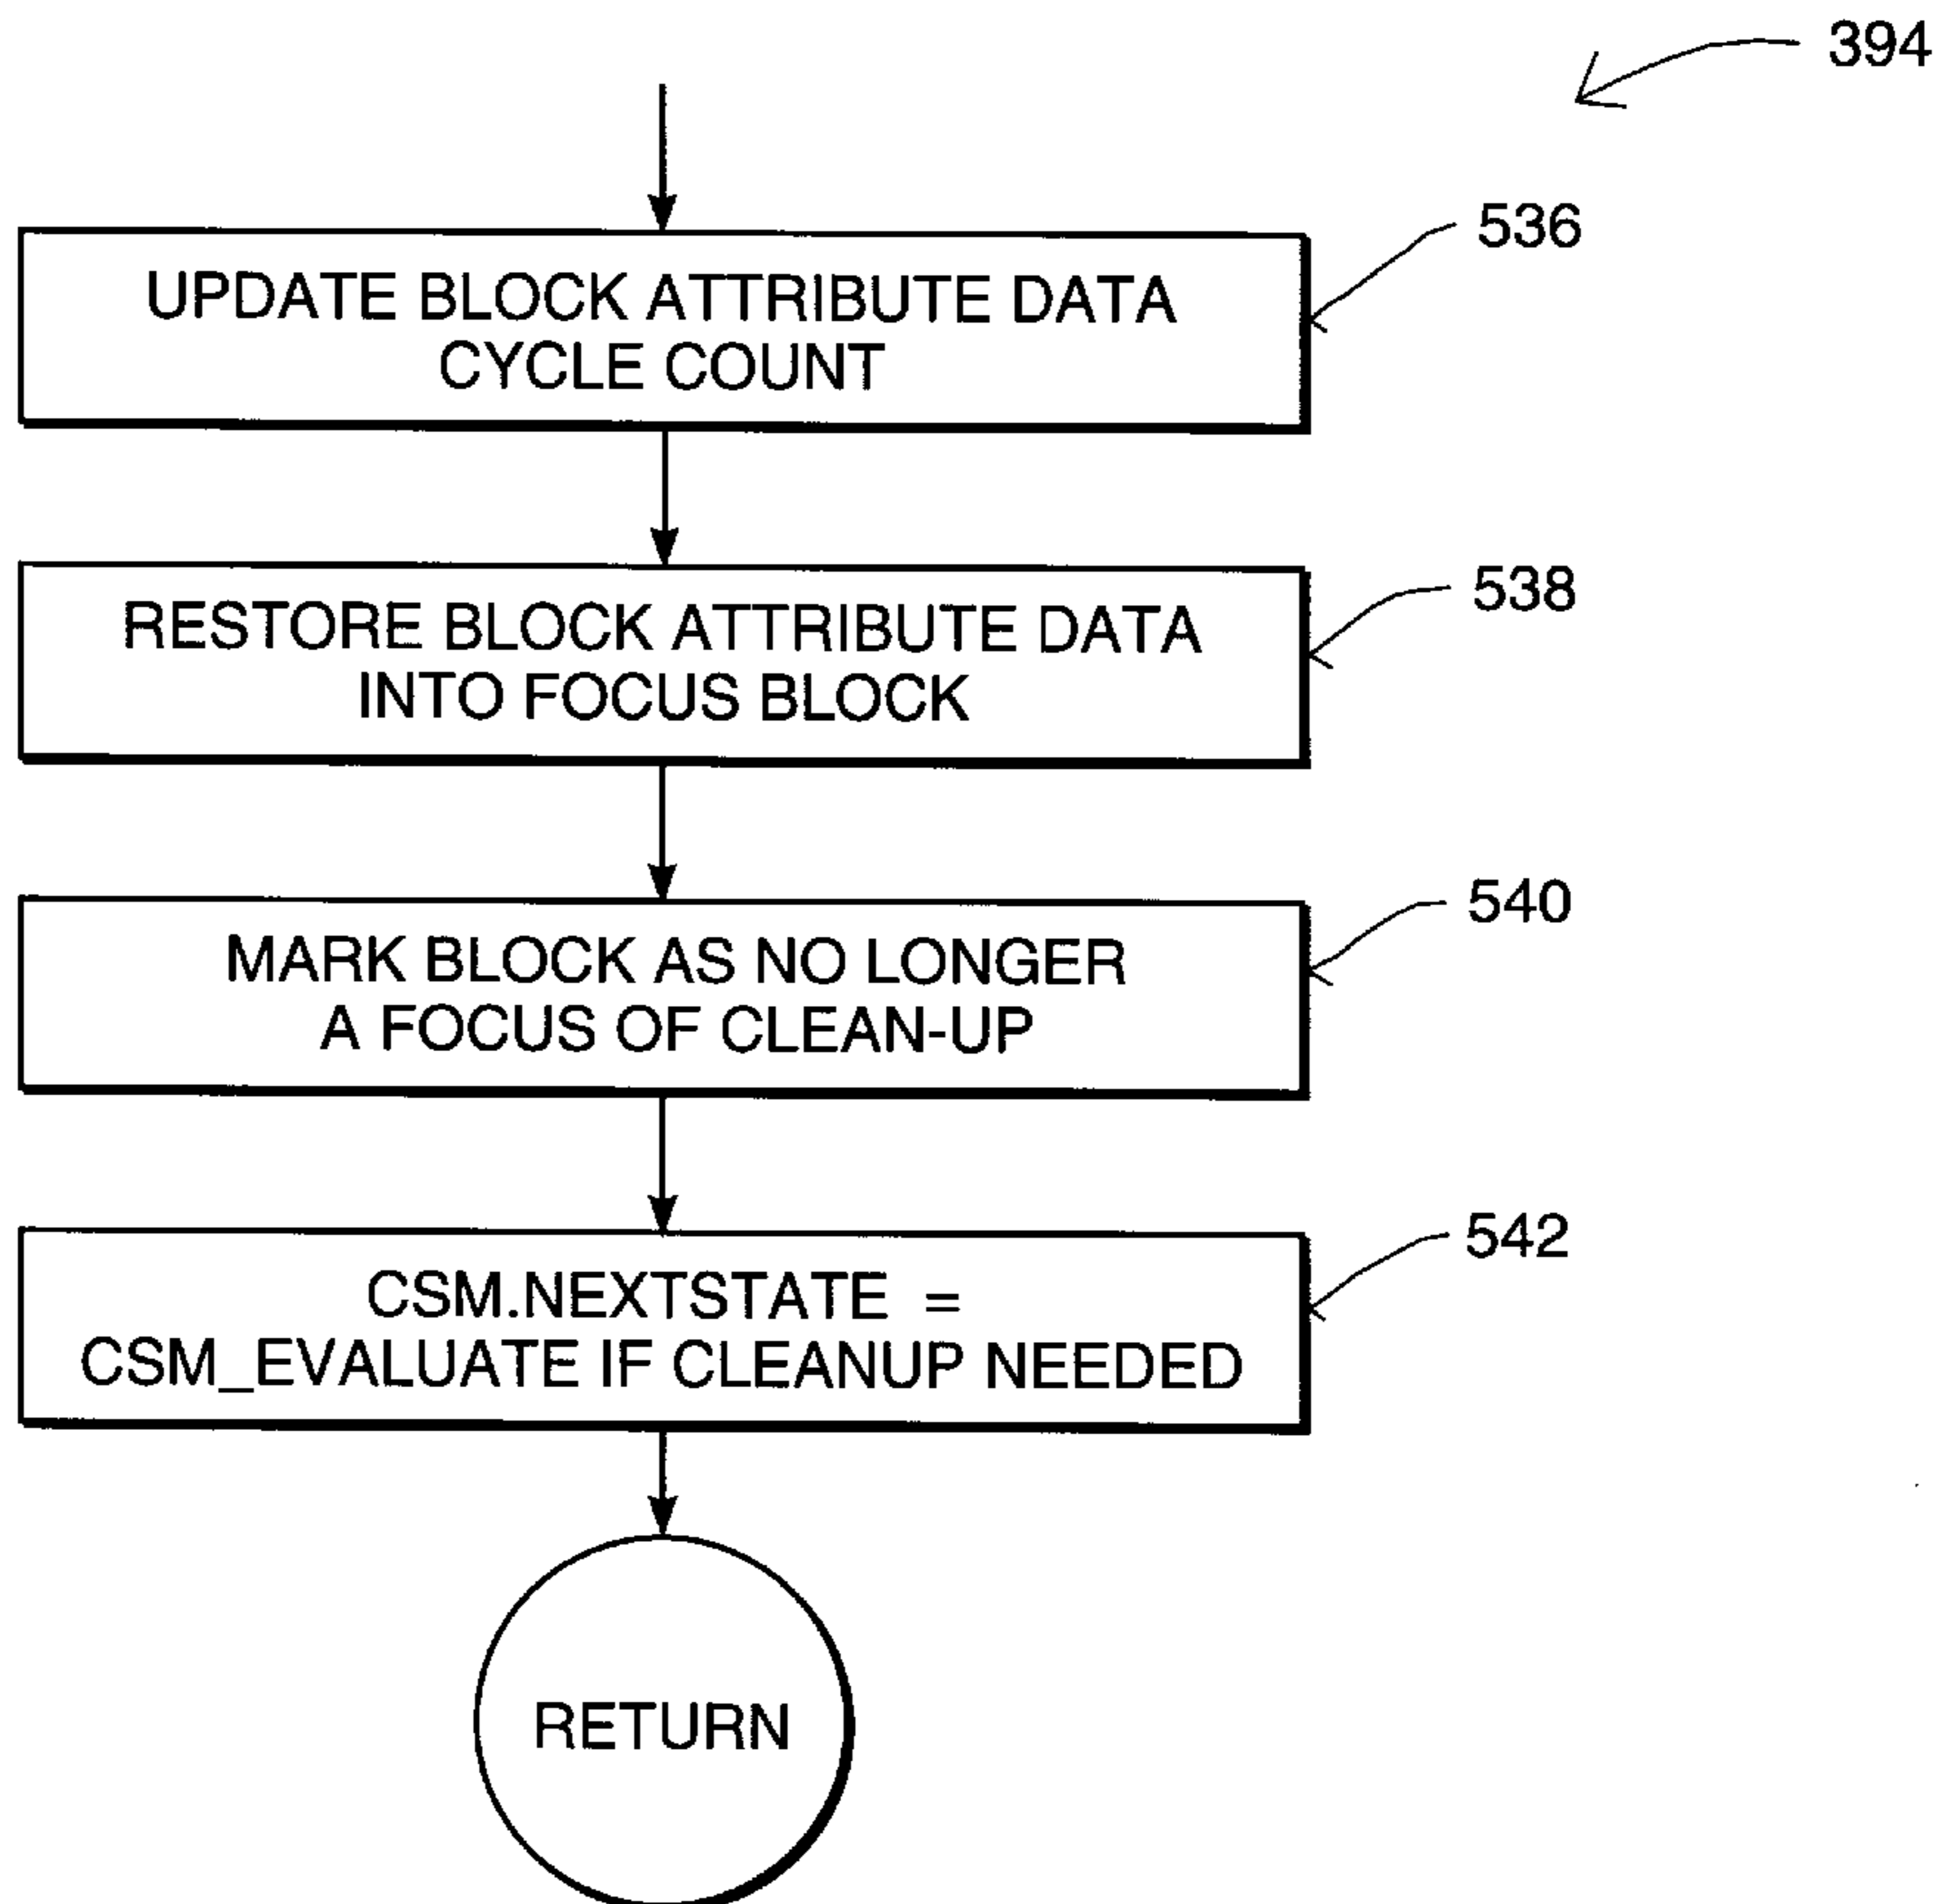 394
536
UPDATE BLOCK ATTRIBUTE DATA
CYCLE COUNT
538
RESTORE BLOCK ATTRIBUTE DATA
INTO FOCUS BLOCK
540
MARK BLOCK AS NO LONGER
A FOCUS OF CLEAN-UP
542
CSM.NEXTSTATE =
CSM_EVALUATE IF CLEANUP NEEDED
RETURN